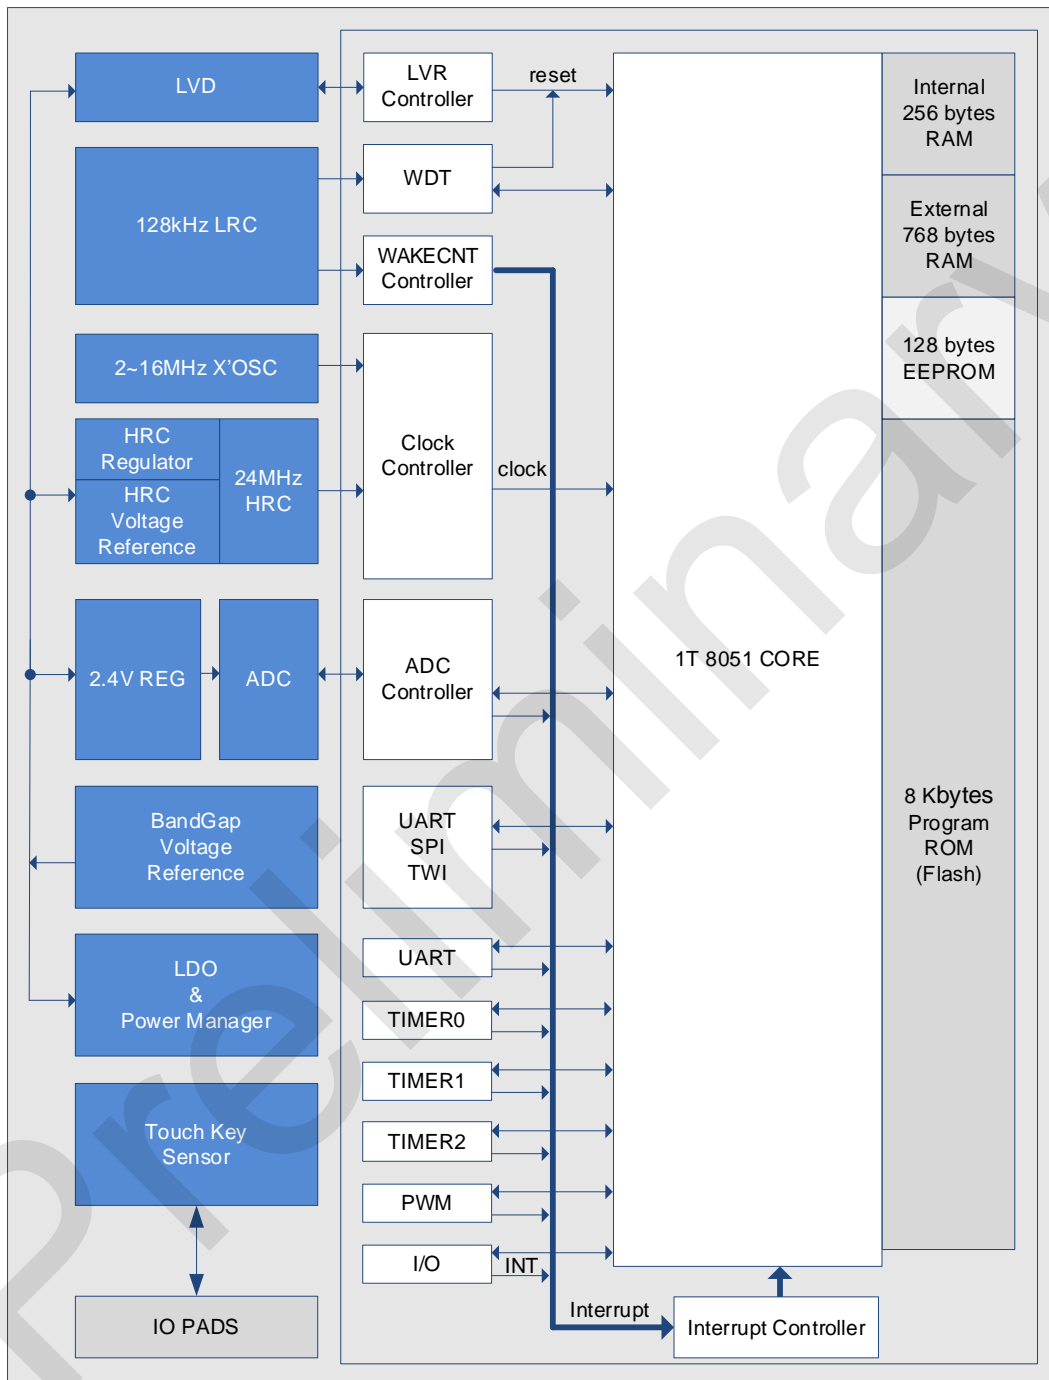 LVD
LVR
Controller
reset
Internal
256 bytes
RAM
128kHz LRC
WDT
External
768 bytes
RAM
WAKECNT
Controller
2~16MHz X'OSC
128 bytes
EEPROM
HRC
Regulator
HRC
Voltage
Reference
24MHz
HRC
Clock
Controller
clock
2.4V REG
ADC
ADC
Controller
1T 8051 CORE
BandGap
Voltage
Reference
UART
SPI
TWI
8 Kbytes
Program
ROM
(Flash)
LDO
&
Power Manager
UART
TIMER0
TIMER1
Touch Key
Sensor
TIMER2
PWM
I/O
INT
IO PADS
Interrupt
Interrupt Controller
Preliminary